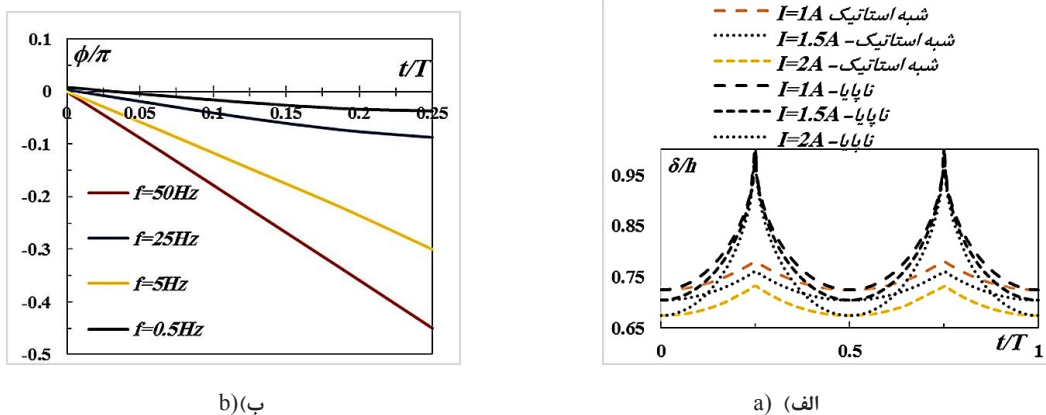 0.1
ϕ/π
t/T
0
0 0.05 0.1 0.15 0.2 0.25
-0.1
-0.2
-0.3
-0.4
-0.5
f=50Hz
f=25Hz
f=5Hz
f=0.5Hz
ب)(b
I=1A شبه استاتیک
I=1.5A – شبه استاتیک
I=2A – شبه استاتیک
I=1A – ناپایا
I=1.5A – ناپایا
I=2A – ناپایا
δ/h
0.95
0.85
0.75
0.65
0 0.5 1
t/T
الف) (a